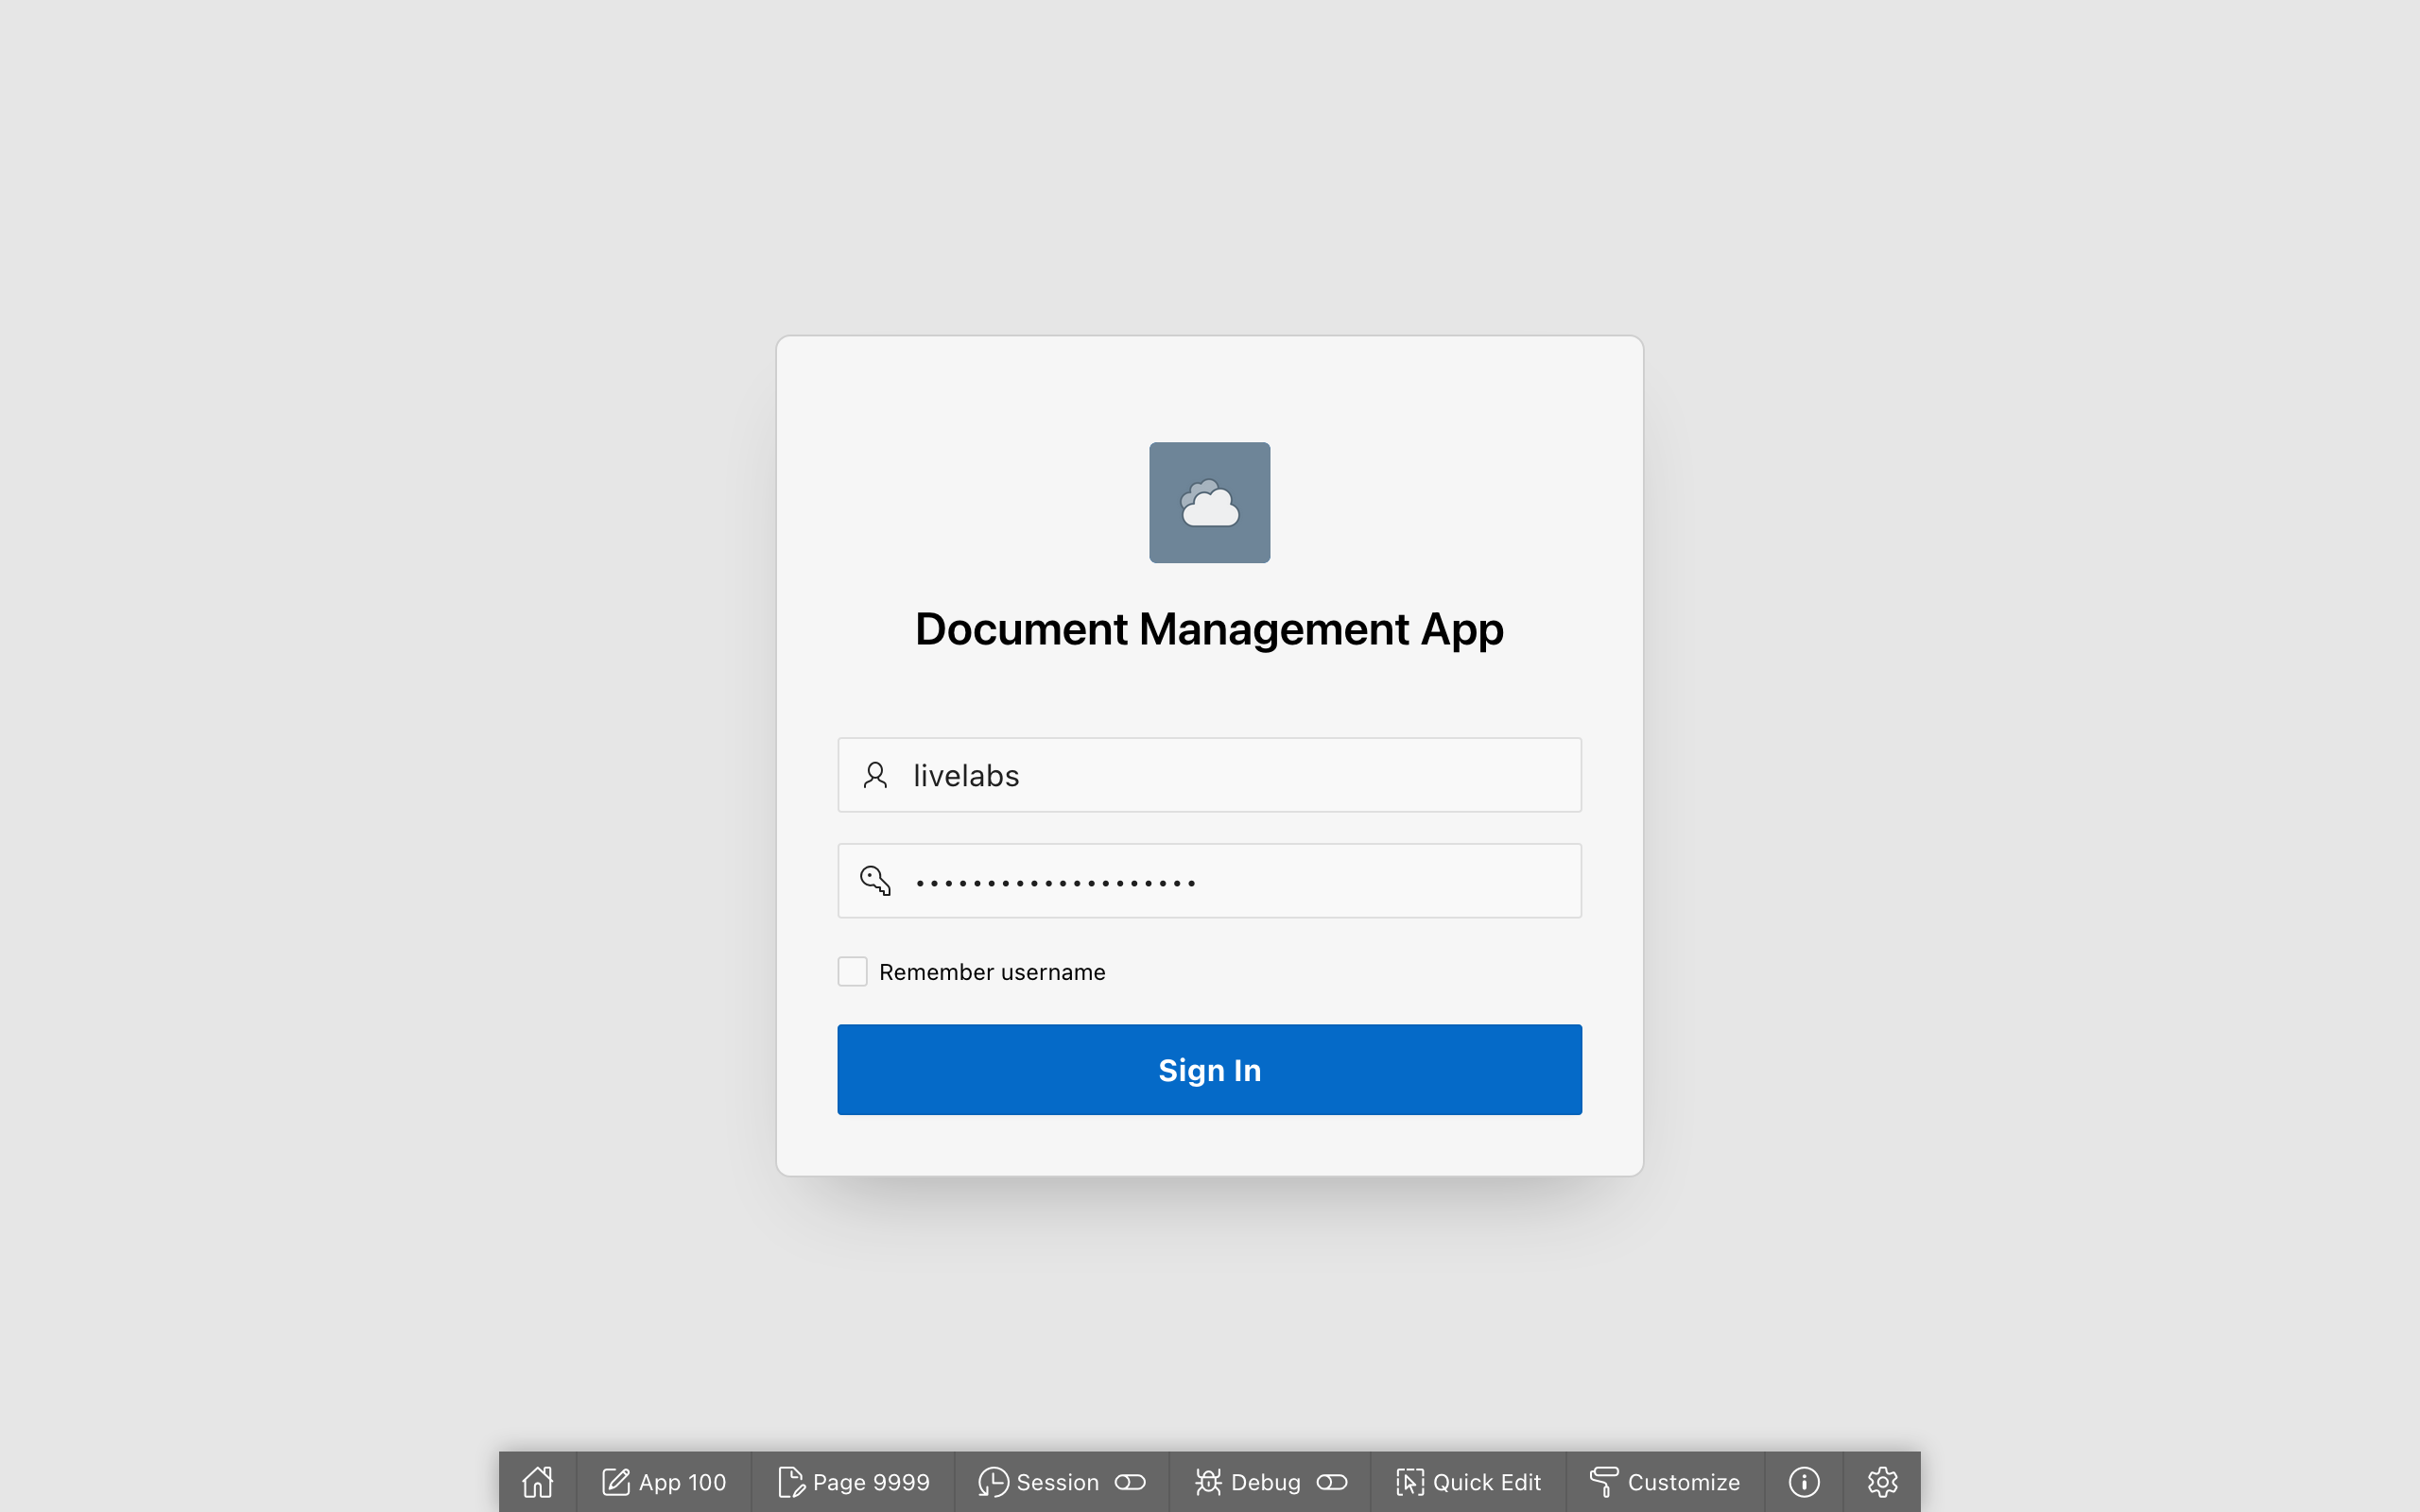 Document Management App
livelabs
•••••••••••••••••••• 
Remember username
Sign In
App 100 Page 9999 Session Debug Quick Edit Customize